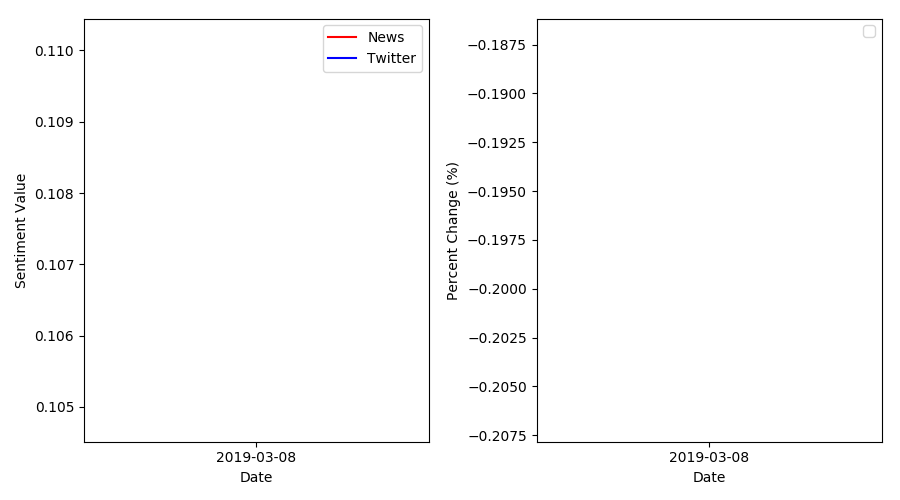 0.110
0.109
0.108
0.107
0.106
0.105
Sentiment Value
2019-03-08
Date
News
Twitter
−0.1875
−0.1900
−0.1925
−0.1950
−0.1975
−0.2000
−0.2025
−0.2050
−0.2075
Percent Change (%)
2019-03-08
Date